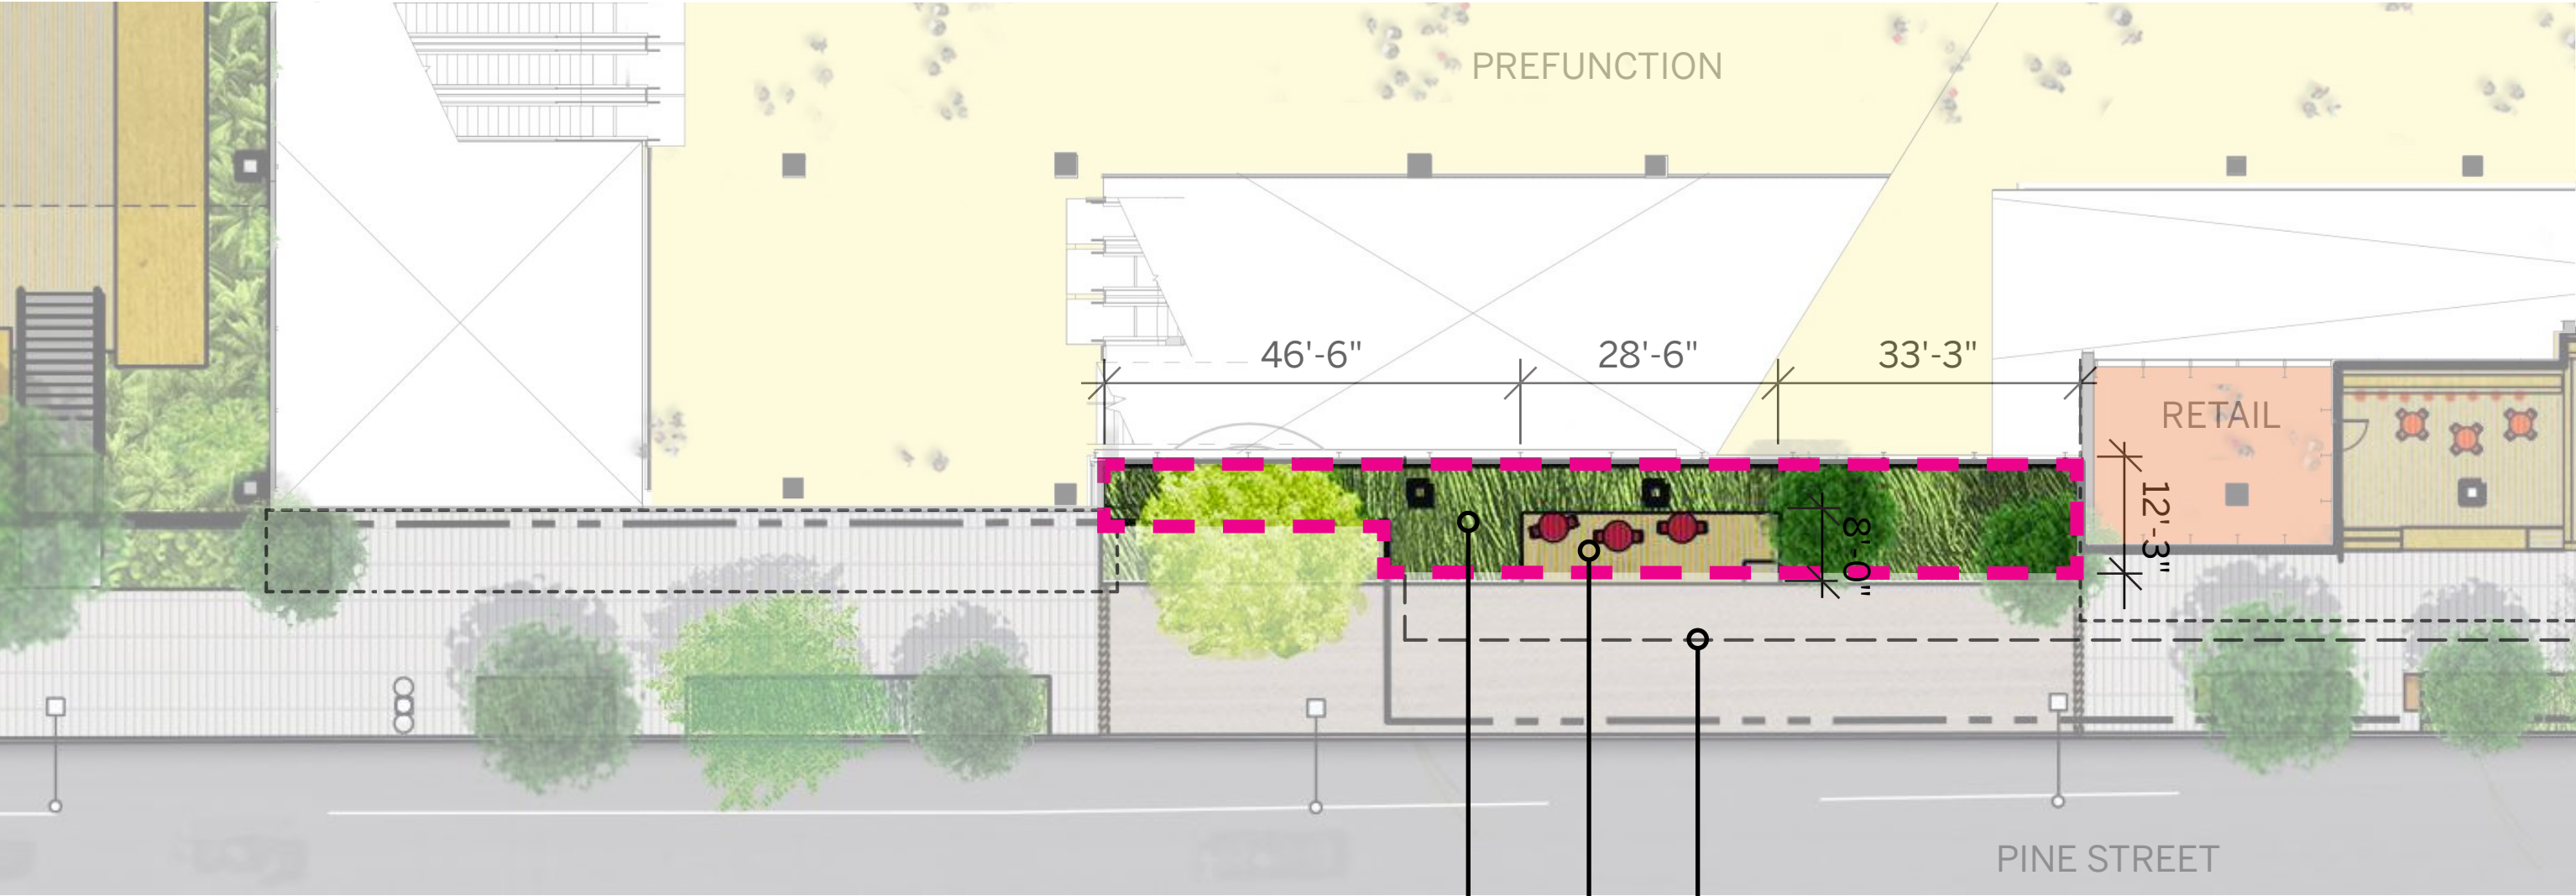 PREFUNCTION
46'-6"
28'-6"
33'-3"
RETAIL
12'-3"
8'-0"
PINE STREET